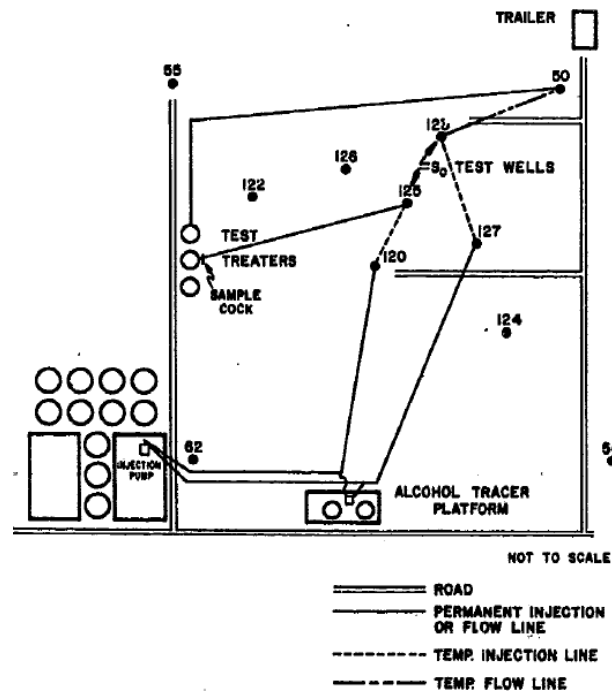 TRAILER
55
50
128
126
S₀ TEST WELLS
122
125
127
TEST
TREATERS
120
SAMPLE
COCK
124
62
INJECTION
PUMP
ALCOHOL TRACER
PLATFORM
NOT TO SCALE
ROAD
PERMANENT INJECTION
OR FLOW LINE
TEMP. INJECTION LINE
TEMP. FLOW LINE